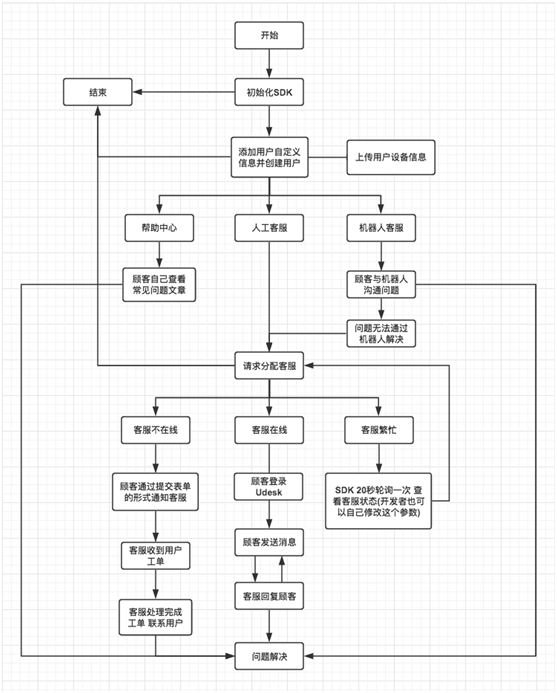 开始
结束
初始化SDK
添加用户自定义
信息并创建用户
上传用户设备信息
帮助中心
人工客服
机器人客服
顾客自己查看
常见问题文章
顾客与机器人
沟通问题
问题无法通过
机器人解决
请求分配客服
客服不在线
客服在线
客服繁忙
顾客通过提交表单
的形式通知客服
顾客登录
Udesk
SDK 20秒轮询一次 查
看客服状态(开发者也可
以自己修改这个参数)
客服收到用户
工单
顾客发送消息
客服处理完成
工单 联系用户
客服回复顾客
问题解决